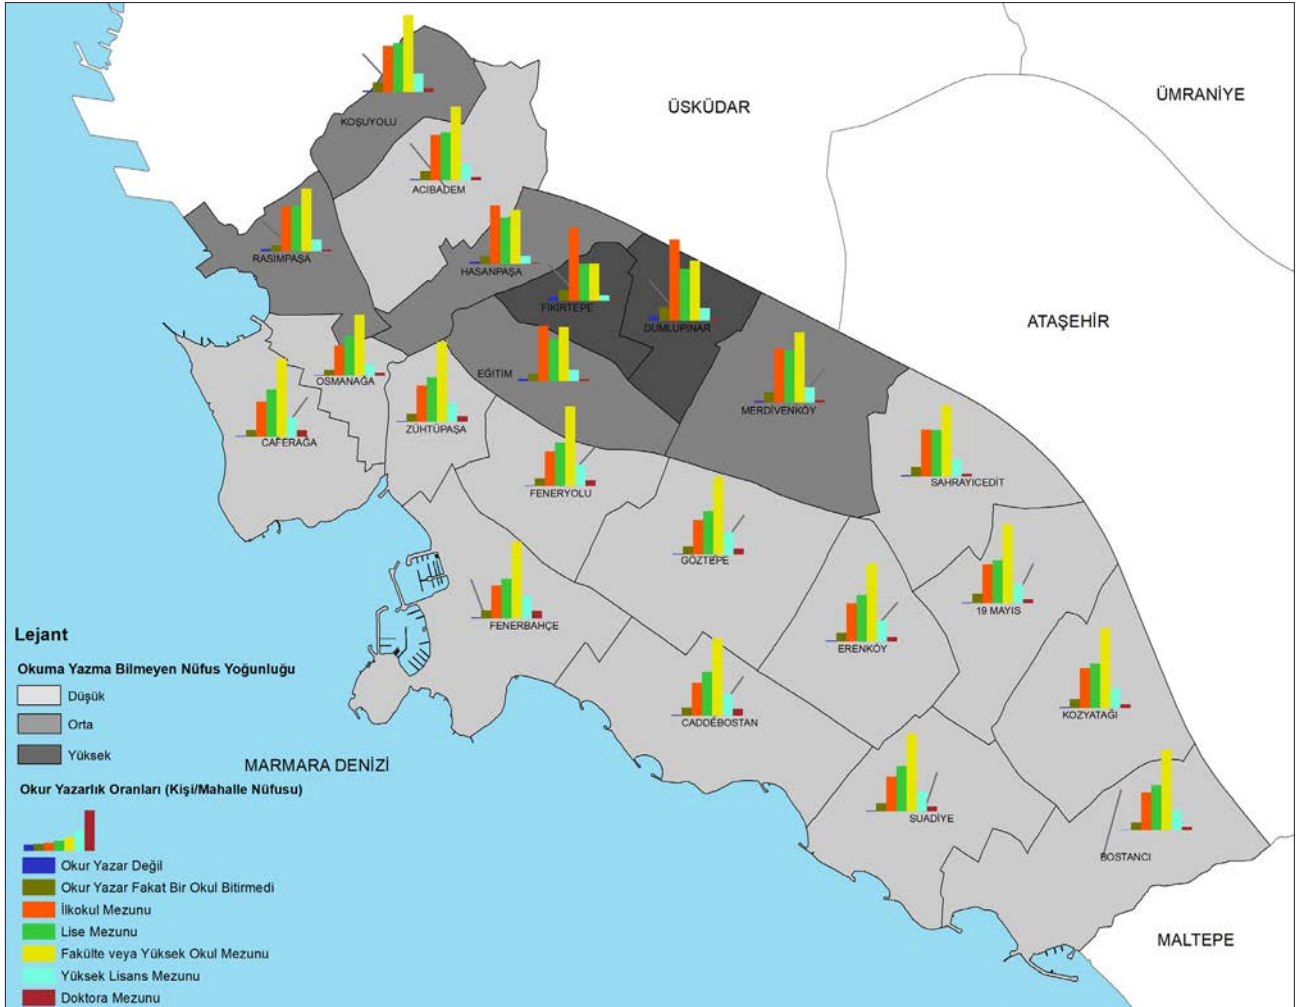 ÜMRANİYE
ÜSKÜDAR
KOŞUYOLU
ACIBADEM
RASİMPAŞA
HASANPAŞA
FİKİRTEPE
DUMLUPINAR
ATAŞEHİR
OSMANAĞA
EĞİTİM
MERDİVENKÖY
CAFERAĞA
ZÜHTÜPAŞA
SAHRAYICEDİT
FENERYOLU
GÖZTEPE
19 MAYIS
FENERBAHÇE
ERENKÖY
CADDEBOSTAN
KOZYATAĞI
MARMARA DENİZİ
SUADİYE
BOSTANCI
MALTEPE
Lejant
Okuma Yazma Bilmeyen Nüfus Yoğunluğu
Düşük
Orta
Yüksek
Okur Yazarlık Oranları (Kişi/Mahalle Nüfusu)
Okur Yazar Değil
Okur Yazar Fakat Bir Okul Bitirmedi
İlkokul Mezunu
Lise Mezunu
Fakülte veya Yüksek Okul Mezunu
Yüksek Lisans Mezunu
Doktora Mezunu